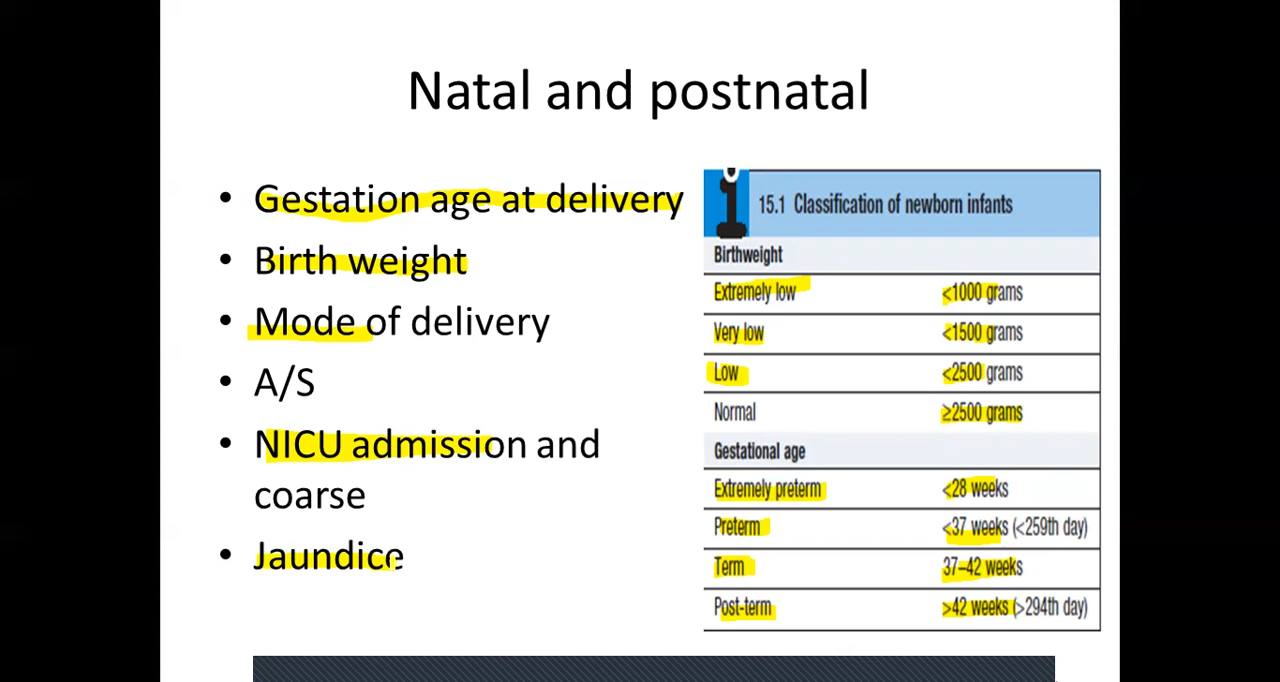 Natal and postnatal
• Gestation age at delivery
• Birth weight
• Mode of delivery
• A/S
• NICU admission and
coarse
• Jaundice
i 15.1 Classification of newborn infants
Birthweight
Extremely low <1000 grams
Very low <1500 grams
Low <2500 grams
Normal ≥2500 grams
Gestational age
Extremely preterm <28 weeks
Preterm <37 weeks (<259th day)
Term 37–42 weeks
Post-term >42 weeks (>294th day)